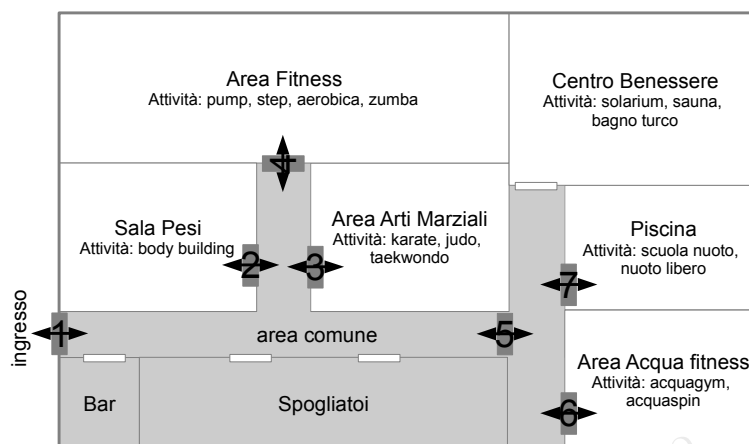 Area Fitness
Attività: pump, step, aerobica, zumba
Centro Benessere
Attività: solarium, sauna,
bagno turco
4
Sala Pesi
Attività: body building
2
3
Area Arti Marziali
Attività: karate, judo,
taekwondo
Piscina
Attività: scuola nuoto,
nuoto libero
7
ingresso
1
area comune
5
Area Acqua fitness
Attività: acquagym,
acquaspin
6
Bar
Spogliatoi